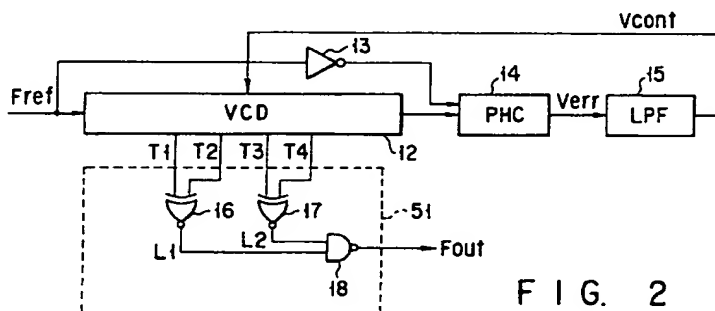 Vcont
13
14
15
Fref
VCD
PHC
Verr
LPF
12
T1 T2 T3 T4
16
17
51
L1
L2
18
Fout
FIG. 2